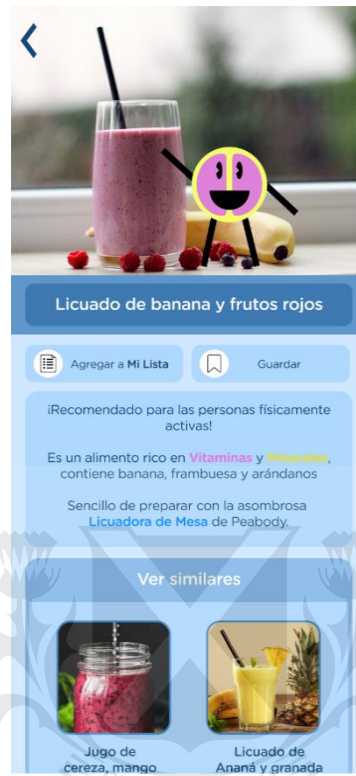 Licuado de banana y frutos rojos
Agregar a Mi Lista
Guardar
¡Recomendado para las personas físicamente
activas!
Es un alimento rico en Vitaminas y Minerales,
contiene banana, frambuesa y arándanos
Sencillo de preparar con la asombrosa
Licuadora de Mesa de Peabody.
Ver similares
Jugo de
cereza, mango
Licuado de
Ananá y granada